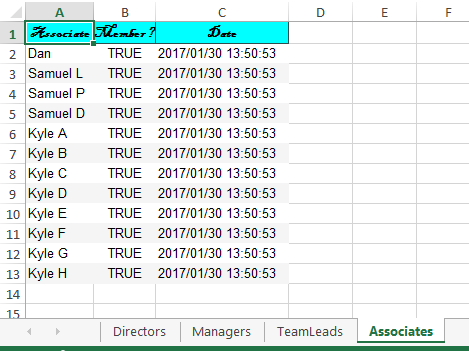 A B C D E F
1 Associate Member? Date
2 Dan TRUE 2017/01/30 13:50:53
3 Samuel L TRUE 2017/01/30 13:50:53
4 Samuel P TRUE 2017/01/30 13:50:53
5 Samuel D TRUE 2017/01/30 13:50:53
6 Kyle A TRUE 2017/01/30 13:50:53
7 Kyle B TRUE 2017/01/30 13:50:53
8 Kyle C TRUE 2017/01/30 13:50:53
9 Kyle D TRUE 2017/01/30 13:50:53
10 Kyle E TRUE 2017/01/30 13:50:53
11 Kyle F TRUE 2017/01/30 13:50:53
12 Kyle G TRUE 2017/01/30 13:50:53
13 Kyle H TRUE 2017/01/30 13:50:53
14
15
Directors Managers TeamLeads Associates